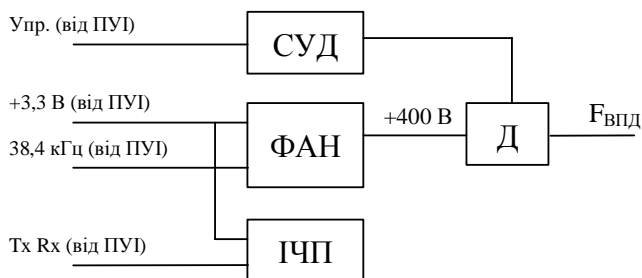 Упр. (від ПУІ)
СУД
+3,3 В (від ПУІ)
+400 В
FВПД
38,4 кГц (від ПУІ)
ФАН
Д
Tx Rx (від ПУІ)
ІЧП